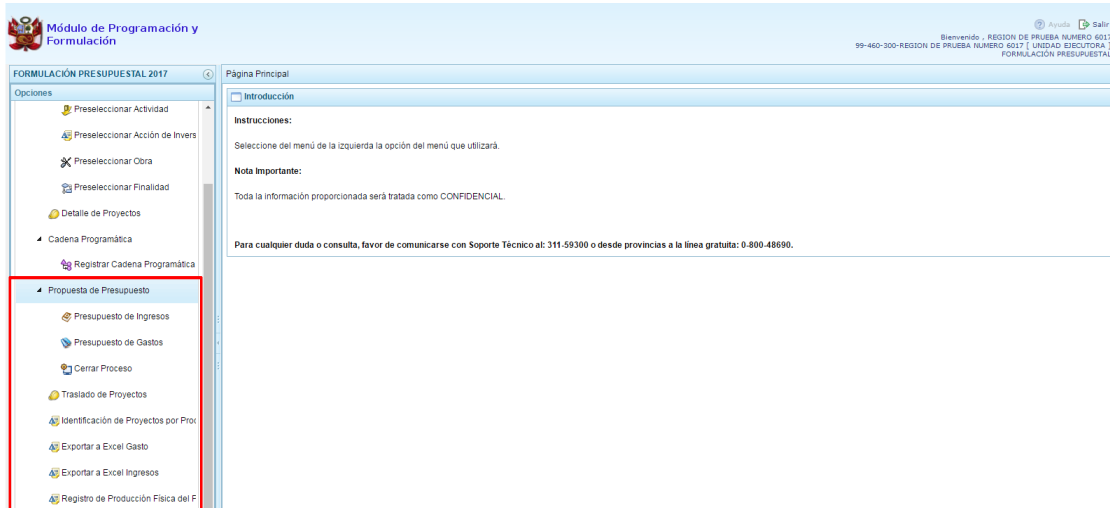 Módulo de Programación y
Formulación
Ayuda Salir
Bienvenido , REGION DE PRUEBA NUMERO 6017
99-460-300-REGION DE PRUEBA NUMERO 6017 [ UNIDAD EJECUTORA ]
FORMULACIÓN PRESUPUESTAL
FORMULACIÓN PRESUPUESTAL 2017
Opciones
Preseleccionar Actividad
Preseleccionar Acción de Invers
Preseleccionar Obra
Preseleccionar Finalidad
Detalle de Proyectos
Cadena Programática
Registrar Cadena Programática
Propuesta de Presupuesto
Presupuesto de Ingresos
Presupuesto de Gastos
Cerrar Proceso
Traslado de Proyectos
Identificación de Proyectos por Proc
Exportar a Excel Gasto
Exportar a Excel Ingresos
Registro de Producción Física del F
Página Principal
Introducción
Instrucciones:
Seleccione del menú de la izquierda la opción del menú que utilizará.
Nota Importante:
Toda la información proporcionada será tratada como CONFIDENCIAL.
Para cualquier duda o consulta, favor de comunicarse con Soporte Técnico al: 311-59300 o desde provincias a la línea gratuita: 0-800-48690.